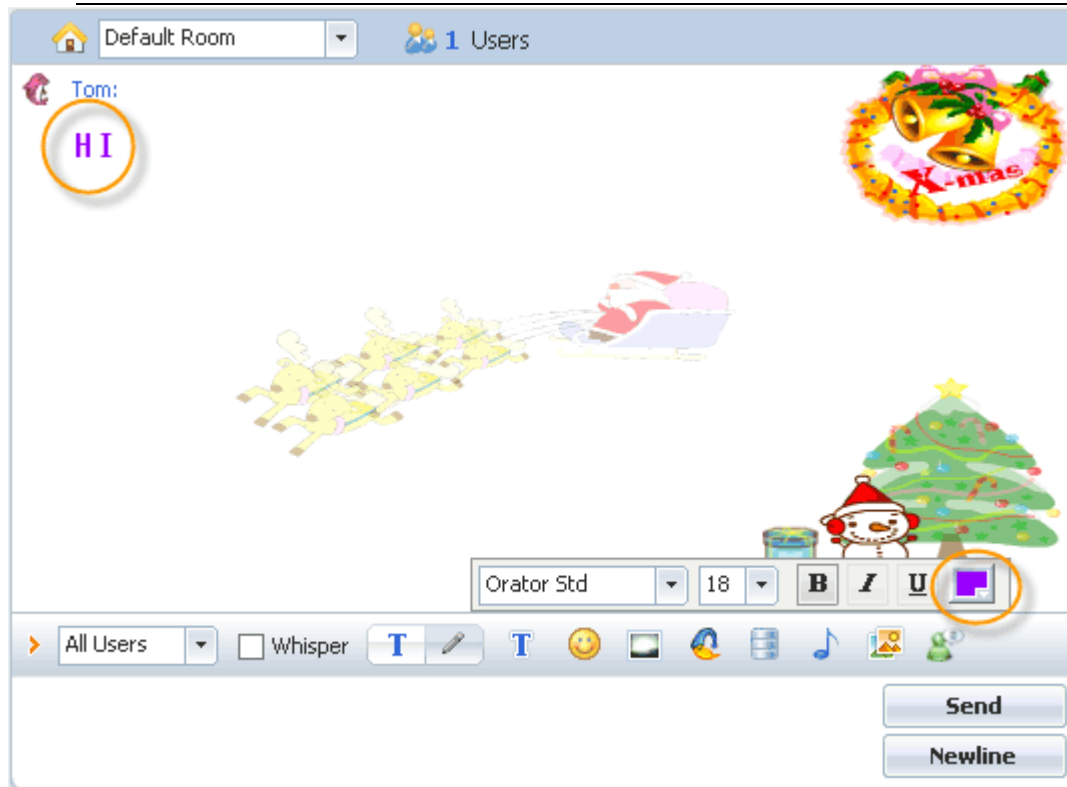 Default Room 1 Users
Tom:
HI
X-mas
Orator Std 18 B I U
All Users Whisper T T
Send
Newline